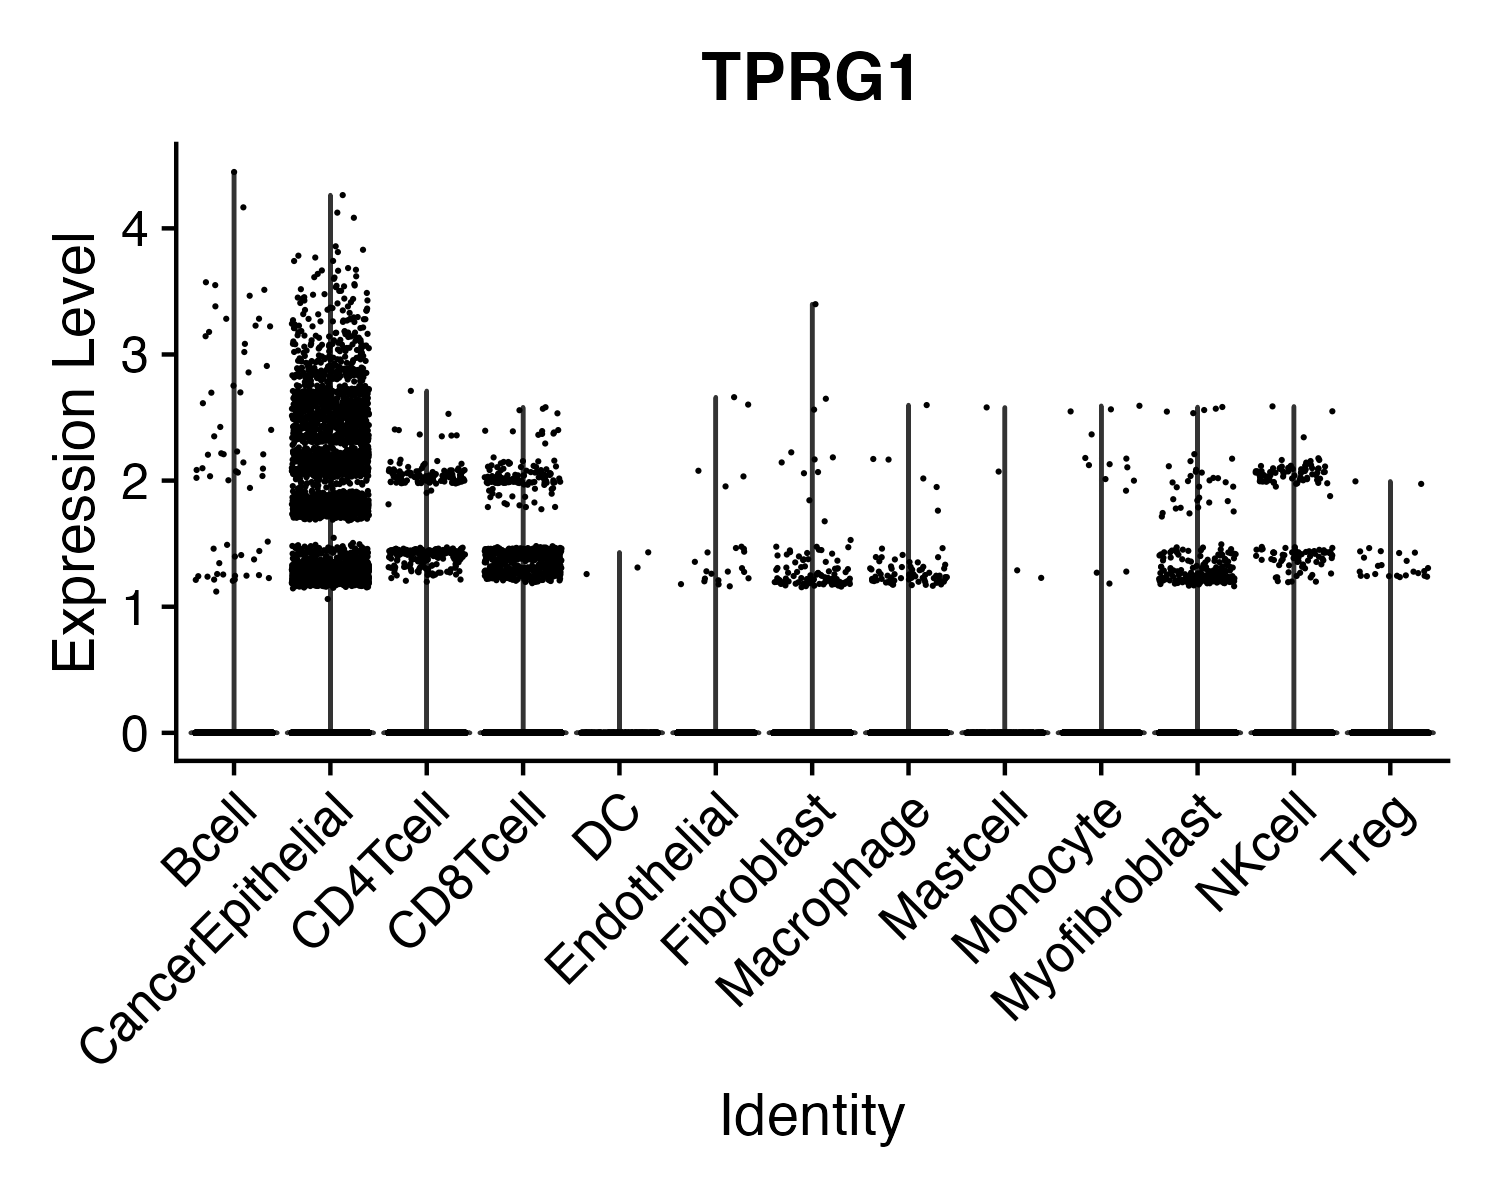 TPRG1
Expression Level
4
3
2
1
0
Bcell
CancerEpithelial
CD4Tcell
CD8Tcell
DC
Endothelial
Fibroblast
Macrophage
Mastcell
Monocyte
Myofibroblast
NKcell
Treg
Identity